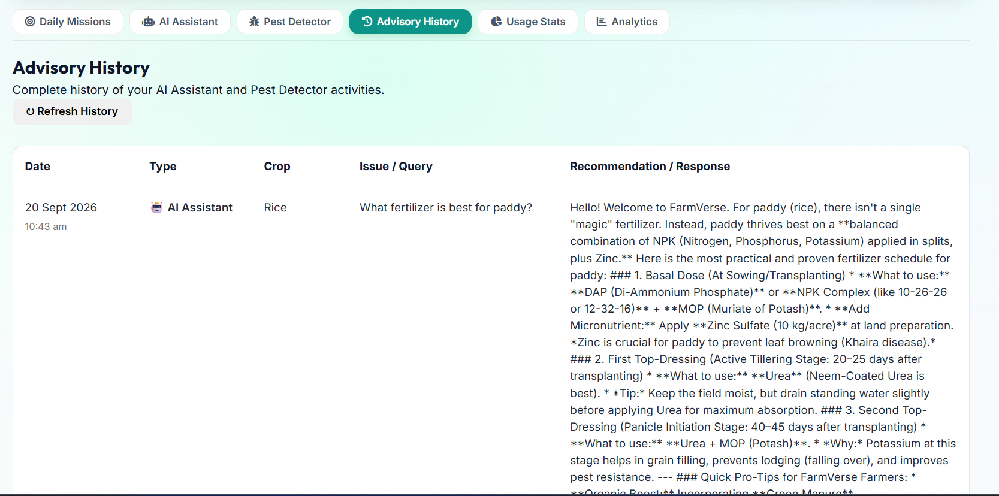 Daily Missions
AI Assistant
Pest Detector
Advisory History
Usage Stats
Analytics
Advisory History
Complete history of your AI Assistant and Pest Detector activities.
↻ Refresh History
Date
Type
Crop
Issue / Query
Recommendation / Response
20 Sept 2026
10:43 am
AI Assistant
Rice
What fertilizer is best for paddy?
Hello! Welcome to FarmVerse. For paddy (rice), there isn't a single
"magic" fertilizer. Instead, paddy thrives best on a **balanced
combination of NPK (Nitrogen, Phosphorus, Potassium) applied in splits,
plus Zinc.** Here is the most practical and proven fertilizer schedule for
paddy: ### 1. Basal Dose (At Sowing/Transplanting) * **What to use:**
**DAP (Di-Ammonium Phosphate)** or **NPK Complex (like 10-26-26
or 12-32-16)** + **MOP (Muriate of Potash)**. * **Add
Micronutrient:** Apply **Zinc Sulfate (10 kg/acre)** at land preparation.
*Zinc is crucial for paddy to prevent leaf browning (Khaira disease).*
### 2. First Top-Dressing (Active Tillering Stage: 20–25 days after
transplanting) * **What to use:** **Urea** (Neem-Coated Urea is
best). * *Tip:* Keep the field moist, but drain standing water slightly
before applying Urea for maximum absorption. ### 3. Second Top-
Dressing (Panicle Initiation Stage: 40–45 days after transplanting) *
**What to use:** **Urea + MOP (Potash)**. * *Why:* Potassium at this
stage helps in grain filling, prevents lodging (falling over), and improves
pest resistance. --- ### Quick Pro-Tips for FarmVerse Farmers: *
**Organic Boost:** Incorporating **Green Manure**